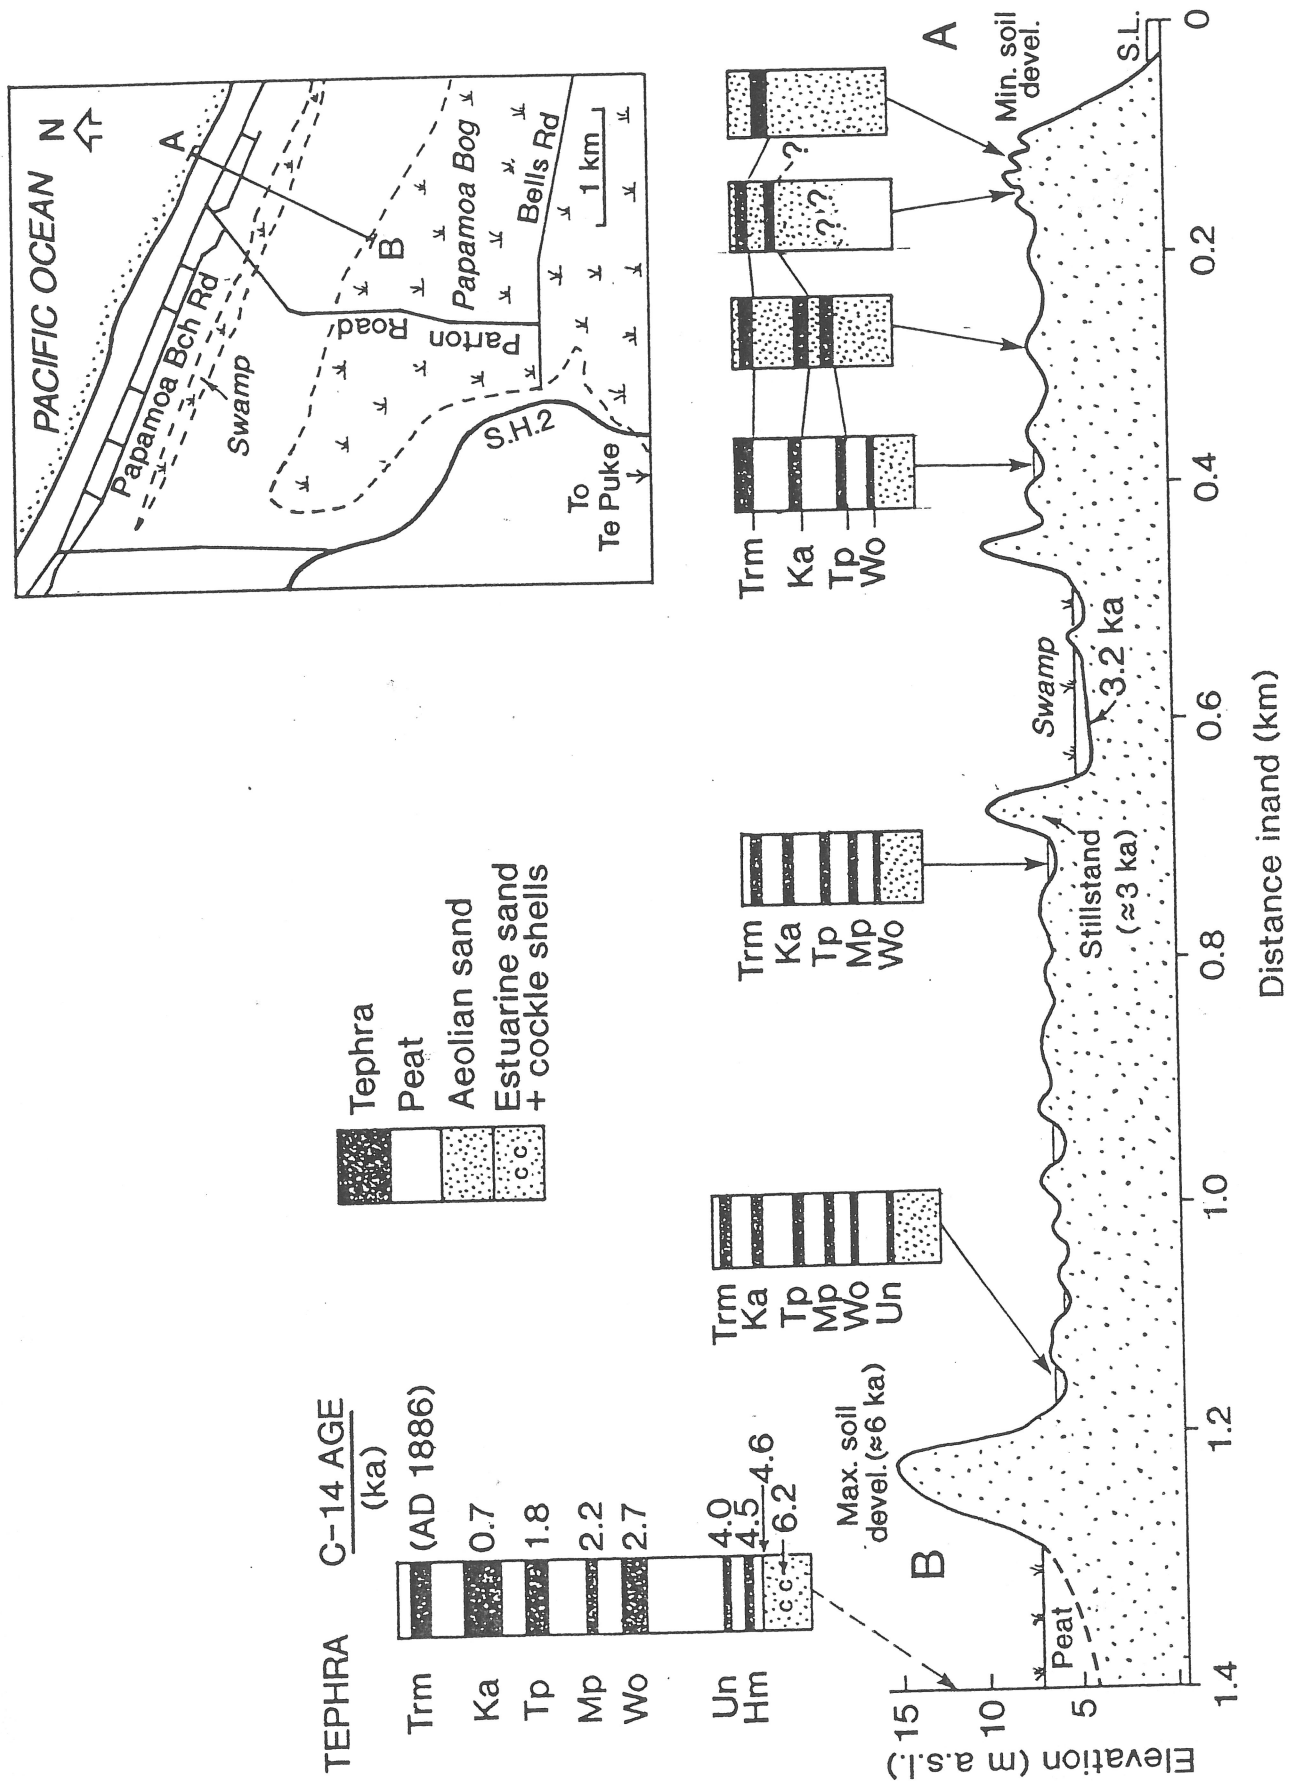 PACIFIC OCEAN
N
A
Papamoa Bch Rd
Swamp
B
Parton
Road
Papamoa Bog
Bells Rd
S.H.2
To
Te Puke
1 km
TEPHRA
C-14 AGE
(ka)
Trm
(AD 1886)
Ka
0.7
Tp
1.8
Mp
2.2
Wo
2.7
Un
4.0
Hm
4.5
4.6
6.2
c c
Tephra
Peat
Aeolian sand
c c
Estuarine sand
+ cockle shells
Trm
Ka
Tp
Mp
Wo
Un
Trm
Ka
Tp
Mp
Wo
Trm
Ka
Tp
Wo
?
? ?
B
Max. soil
devel.(≈6 ka)
A
Min. soil
devel.
S.L.
Peat
Stillstand
(≈3 ka)
Swamp
3.2 ka
15
10
5
Elevation (m a.s.l.)
1.4
1.2
1.0
0.8
0.6
0.4
0.2
0
Distance inand (km)